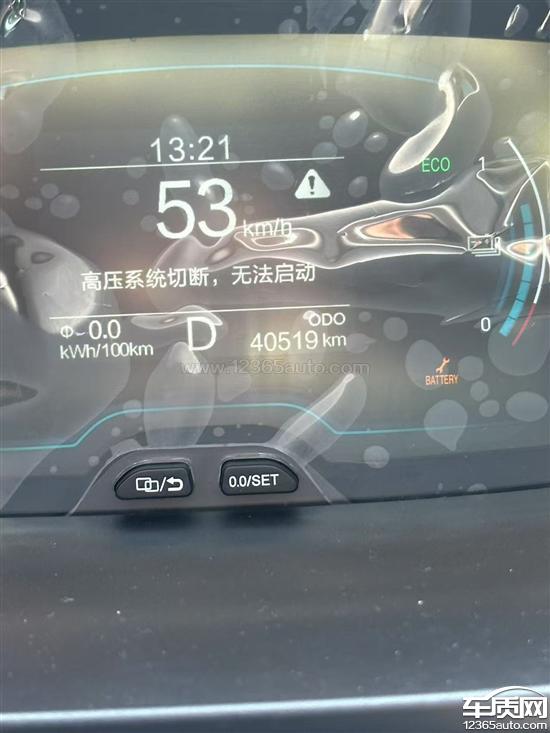 13:21
ECO
1
53 km/h
高压系统切断，无法启动
0
Φ -0.0
kWh/100km
D
ODO
40519 km
BATTERY
www.12365auto.com
0.0/SET
车质网
12365auto.com